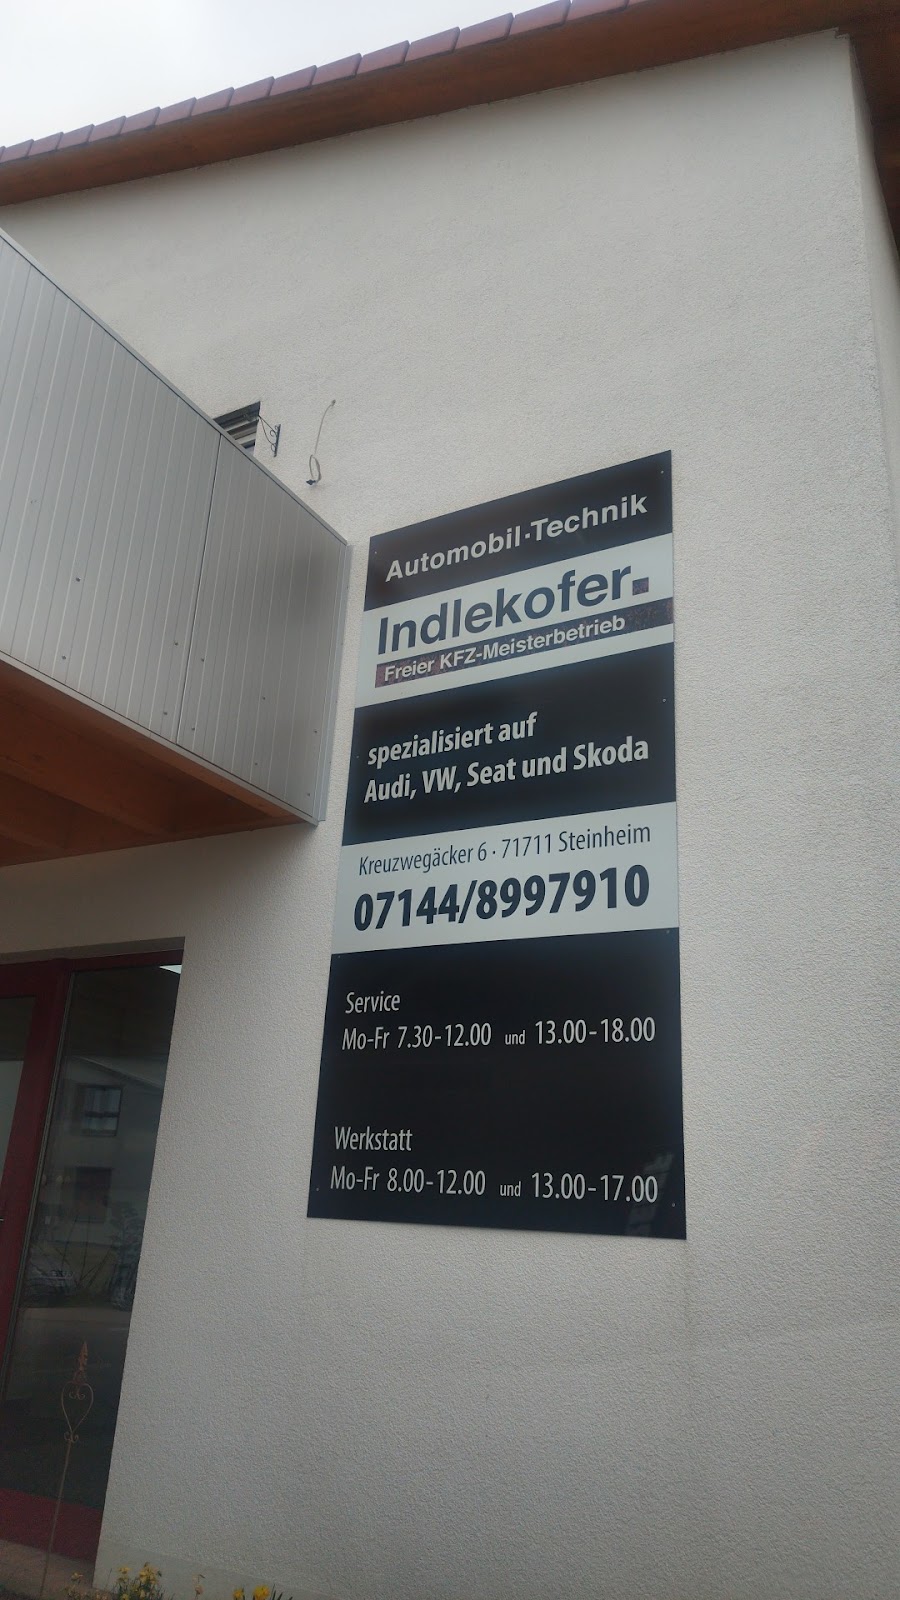 Automobil·Technik
Indlekofer.
Freier KFZ-Meisterbetrieb
spezialisiert auf
Audi, VW, Seat und Skoda
Kreuzwegäcker 6 · 71711 Steinheim
07144/8997910
Service
Mo-Fr 7.30-12.00 und 13.00-18.00
Werkstatt
Mo-Fr 8.00-12.00 und 13.00-17.00